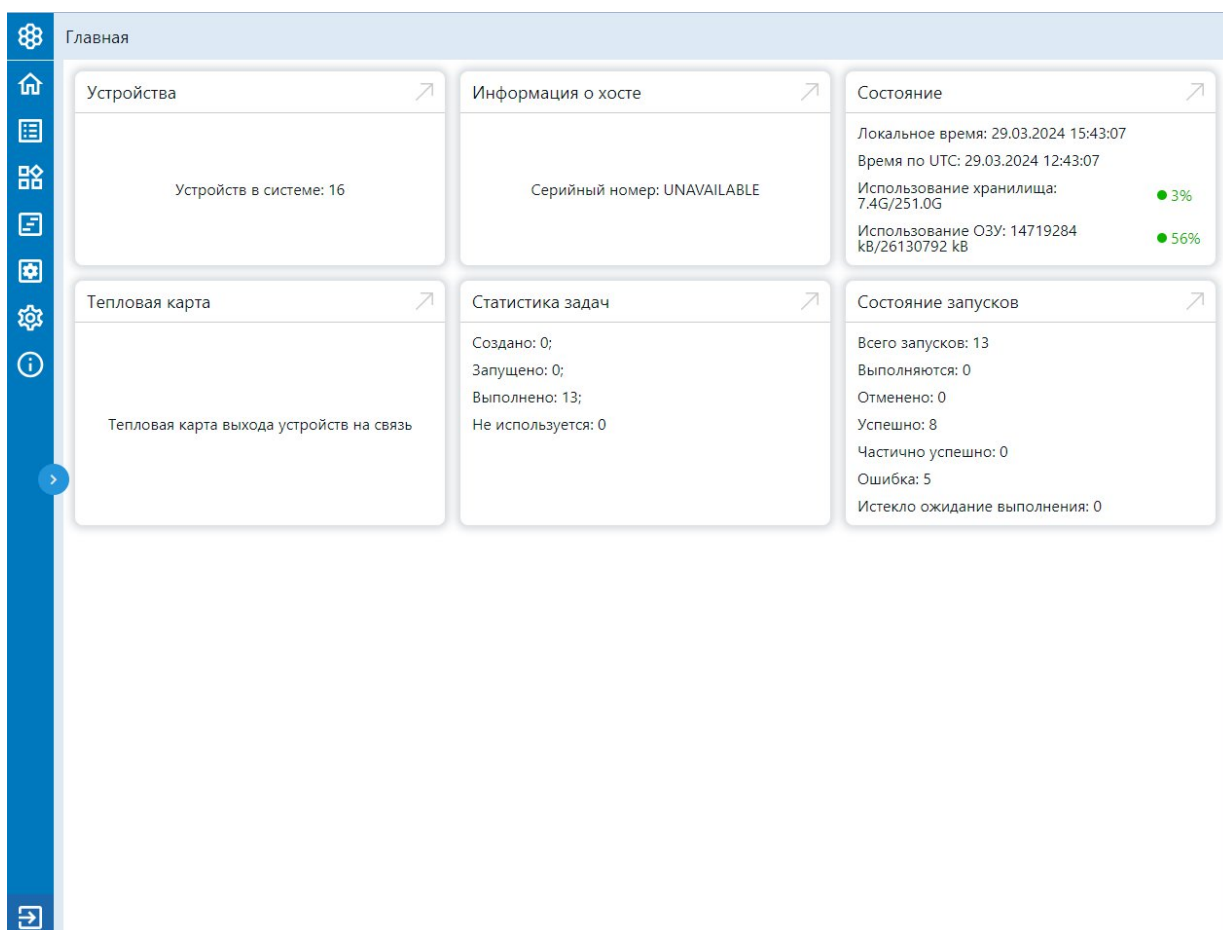 Главная
Устройства
Устройств в системе: 16
Информация о хосте
Серийный номер: UNAVAILABLE
Состояние
Локальное время: 29.03.2024 15:43:07
Время по UTC: 29.03.2024 12:43:07
Использование хранилища:
7.4G/251.0G
3%
Использование ОЗУ: 14719284
kB/26130792 kB
56%
Тепловая карта
Тепловая карта выхода устройств на связь
Статистика задач
Создано: 0;
Запущено: 0;
Выполнено: 13;
Не используется: 0
Состояние запусков
Всего запусков: 13
Выполняются: 0
Отменено: 0
Успешно: 8
Частично успешно: 0
Ошибка: 5
Истекло ожидание выполнения: 0